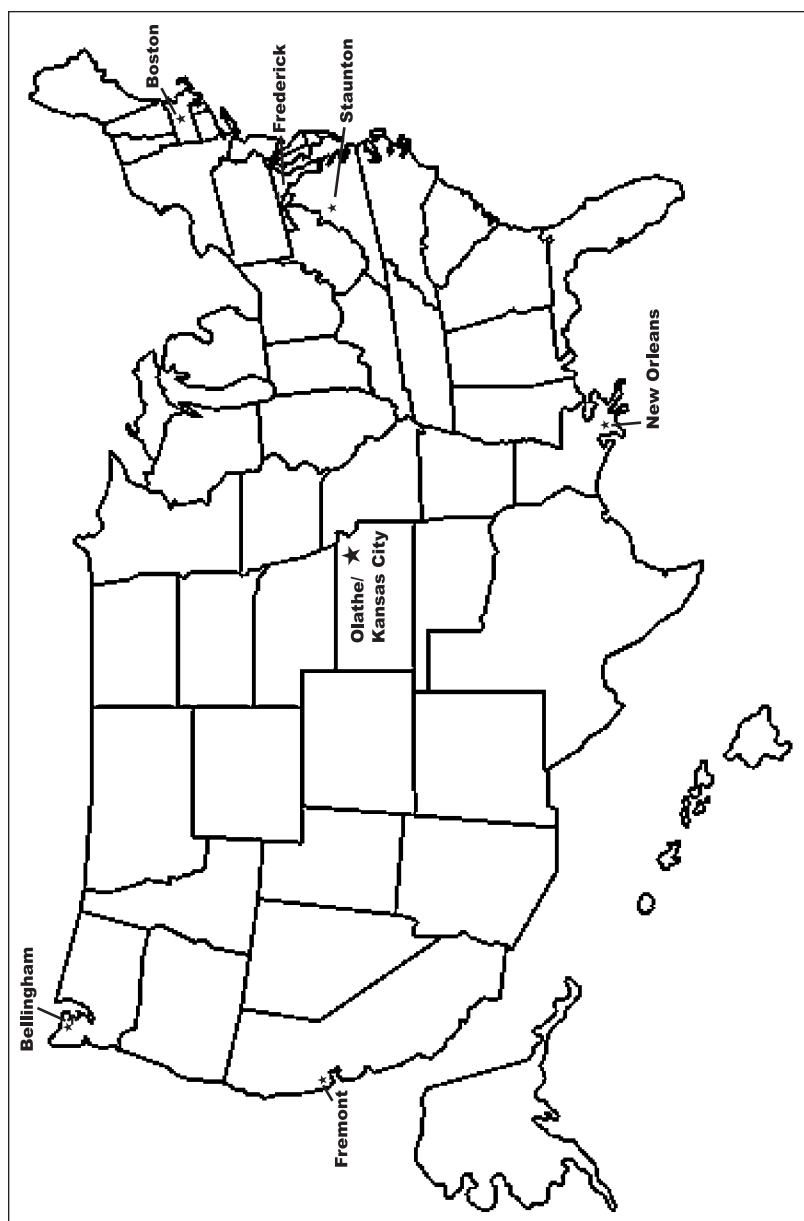 Bellingham
Boston
Frederick
Staunton
Fremont
Olathe/
Kansas City
New Orleans